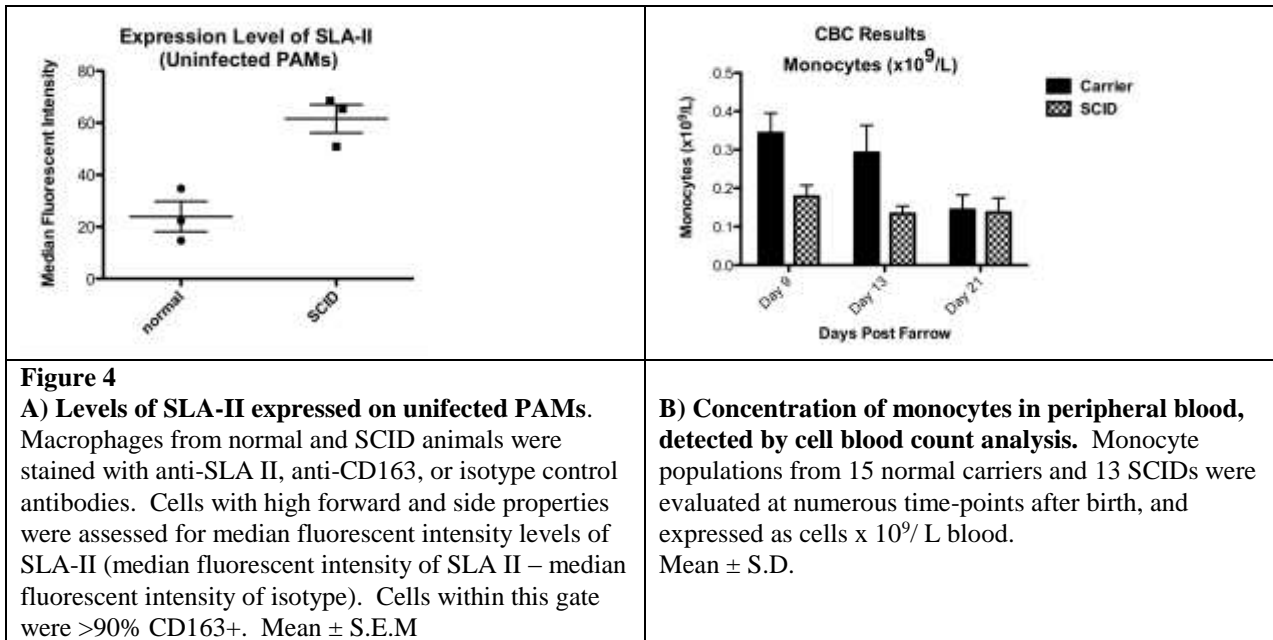 Expression Level of SLA-II
(Uninfected PAMs)
80
60
40
20
0
Median Fluorescent Intensity
normal
SCID
CBC Results
Monocytes (x10⁹/L)
0.5
0.4
0.3
0.2
0.1
0.0
Monocytes (x10⁹/L)
Carrier
SCID
Day 9
Day 13
Day 21
Days Post Farrow
Figure 4
A) Levels of SLA-II expressed on unifected PAMs.
Macrophages from normal and SCID animals were
stained with anti-SLA II, anti-CD163, or isotype control
antibodies. Cells with high forward and side properties
were assessed for median fluorescent intensity levels of
SLA-II (median fluorescent intensity of SLA II – median
fluorescent intensity of isotype). Cells within this gate
were >90% CD163+. Mean ± S.E.M
B) Concentration of monocytes in peripheral blood,
detected by cell blood count analysis. Monocyte
populations from 15 normal carriers and 13 SCIDs were
evaluated at numerous time-points after birth, and
expressed as cells x 10⁹/ L blood.
Mean ± S.D.